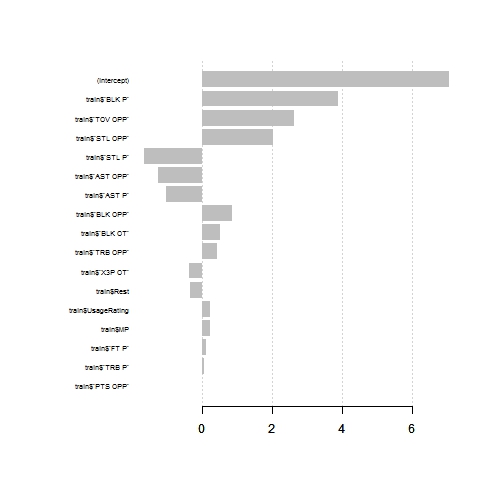 (Intercept)
train$`BLK P`
train$`TOV OPP`
train$`STL OPP`
train$`STL P`
train$`AST OPP`
train$`AST P`
train$`BLK OPP`
train$`BLK OT`
train$`TRB OPP`
train$`X3P OT`
train$Rest
train$UsageRating
train$MP
train$`FT P`
train$`TRB P`
train$`PTS OPP`
0 2 4 6